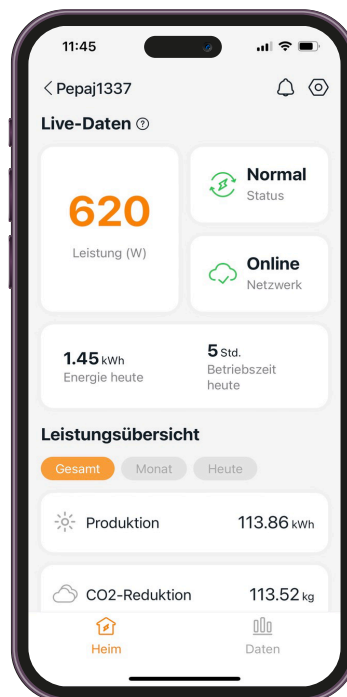 11:45
Pepaj1337
Live-Daten ?
620
Leistung (W)
Normal
Status
Online
Netzwerk
1.45 kWh
Energie heute
5 Std.
Betriebszeit
heute
Leistungsübersicht
Gesamt
Monat
Heute
Produktion
113.86 kWh
CO2-Reduktion
113.52 kg
Heim
Daten